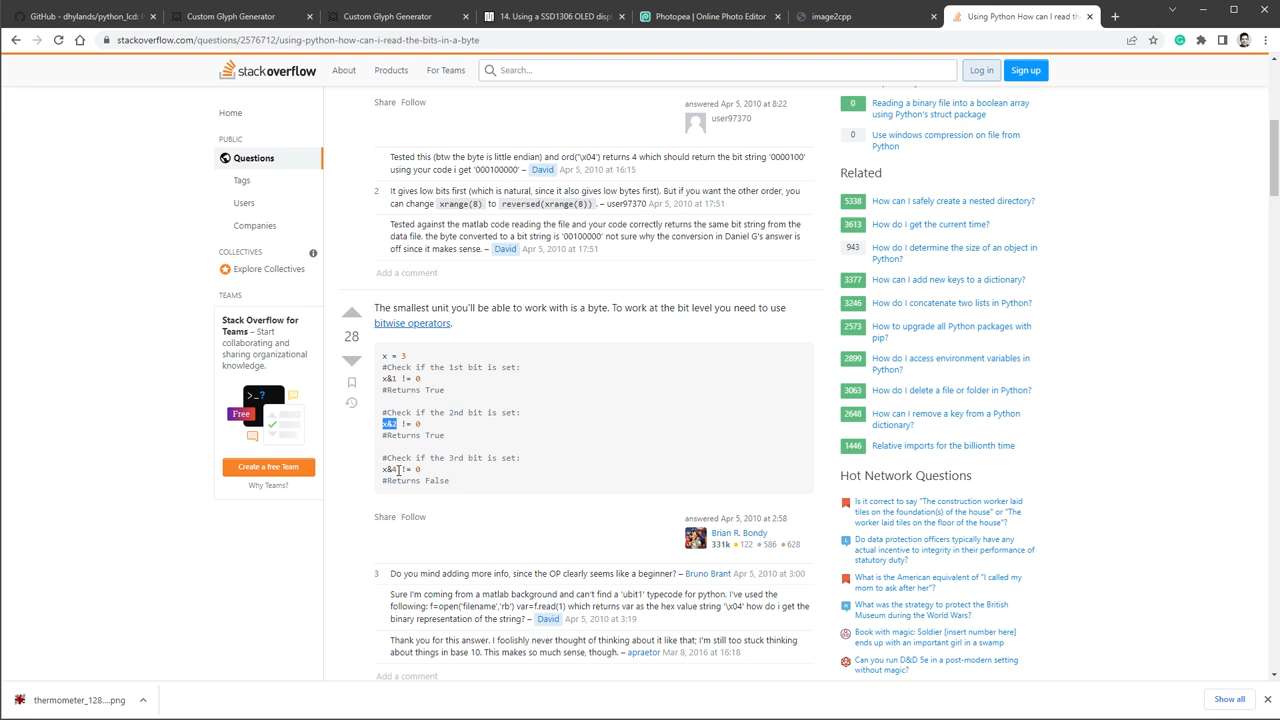 GitHub - dhylands/python_lcd:
Custom Glyph Generator
Custom Glyph Generator
14. Using a SSD1306 OLED displ
Photopea | Online Photo Editor
image2cpp
Using Python How can I read th
stackoverflow.com/questions/2576712/using-python-how-can-i-read-the-bits-in-a-byte
stackoverflow
About
Products
For Teams
Search...
Log in
Sign up
Home
PUBLIC
Questions
Tags
Users
Companies
COLLECTIVES
Explore Collectives
TEAMS
Stack Overflow for
Teams – Start
collaborating and
sharing organizational
knowledge.
Free
Create a free Team
Why Teams?
Share Follow
answered Apr 5, 2010 at 8:22
user97370
Tested this (btw the byte is little endian) and ord('\x04') returns 4 which should return the bit string '0000100'
using your code i get '000100000' – David Apr 5, 2010 at 16:15
2 It gives low bits first (which is natural, since it also gives low bytes first). But if you want the other order, you
can change xrange(8) to reversed(xrange(8)). – user97370 Apr 5, 2010 at 17:51
Tested against the matlab code reading the file and your code correctly returns the same bit string from the
data file. the byte converted to a bit string is '00100000' not sure why the conversion in Daniel G's answer is
off since it makes sense. – David Apr 5, 2010 at 17:51
Add a comment
The smallest unit you'll be able to work with is a byte. To work at the bit level you need to use
bitwise operators.
28
x = 3
#Check if the 1st bit is set:
x&1 != 0
#Returns True
#Check if the 2nd bit is set:
x&2 != 0
#Returns True
#Check if the 3rd bit is set:
x&4 != 0
#Returns False
Share Follow
answered Apr 5, 2010 at 2:58
Brian R. Bondy
331k 122 586 628
3 Do you mind adding more info, since the OP clearly seems like a beginner? – Bruno Brant Apr 5, 2010 at 3:00
Sure I'm coming from a matlab background and can't find a 'ubit1' typecode for python. I've used the
following: f=open('filename','rb') var=f.read(1) which returns var as the hex value string '\x04' how do i get the
binary representation of the string? – David Apr 5, 2010 at 3:19
Thank you for this answer. I foolishly never thought of thinking about it like that; I'm still too stuck thinking
about things in base 10. This makes so much sense, though. – apraetor Mar 8, 2016 at 16:18
Add a comment
0 Reading a binary file into a boolean array
using Python's struct package
0 Use windows compression on file from
Python
Related
5338 How can I safely create a nested directory?
3613 How do I get the current time?
943 How do I determine the size of an object in
Python?
3377 How can I add new keys to a dictionary?
3246 How do I concatenate two lists in Python?
2573 How to upgrade all Python packages with
pip?
2899 How do I access environment variables in
Python?
3063 How do I delete a file or folder in Python?
2648 How can I remove a key from a Python
dictionary?
1446 Relative imports for the billionth time
Hot Network Questions
Is it correct to say "The construction worker laid
tiles on the foundation(s) of the house" or "The
worker laid tiles on the floor of the house"?
Do data protection officers typically have any
actual incentive to integrity in their performance of
statutory duty?
What is the American equivalent of "I called my
mom to ask after her"?
What was the strategy to protect the British
Museum during the World Wars?
Book with magic: Soldier [insert number here]
ends up with an important girl in a swamp
Can you run D&D 5e in a post-modern setting
without magic?
thermometer_128....png
Show all